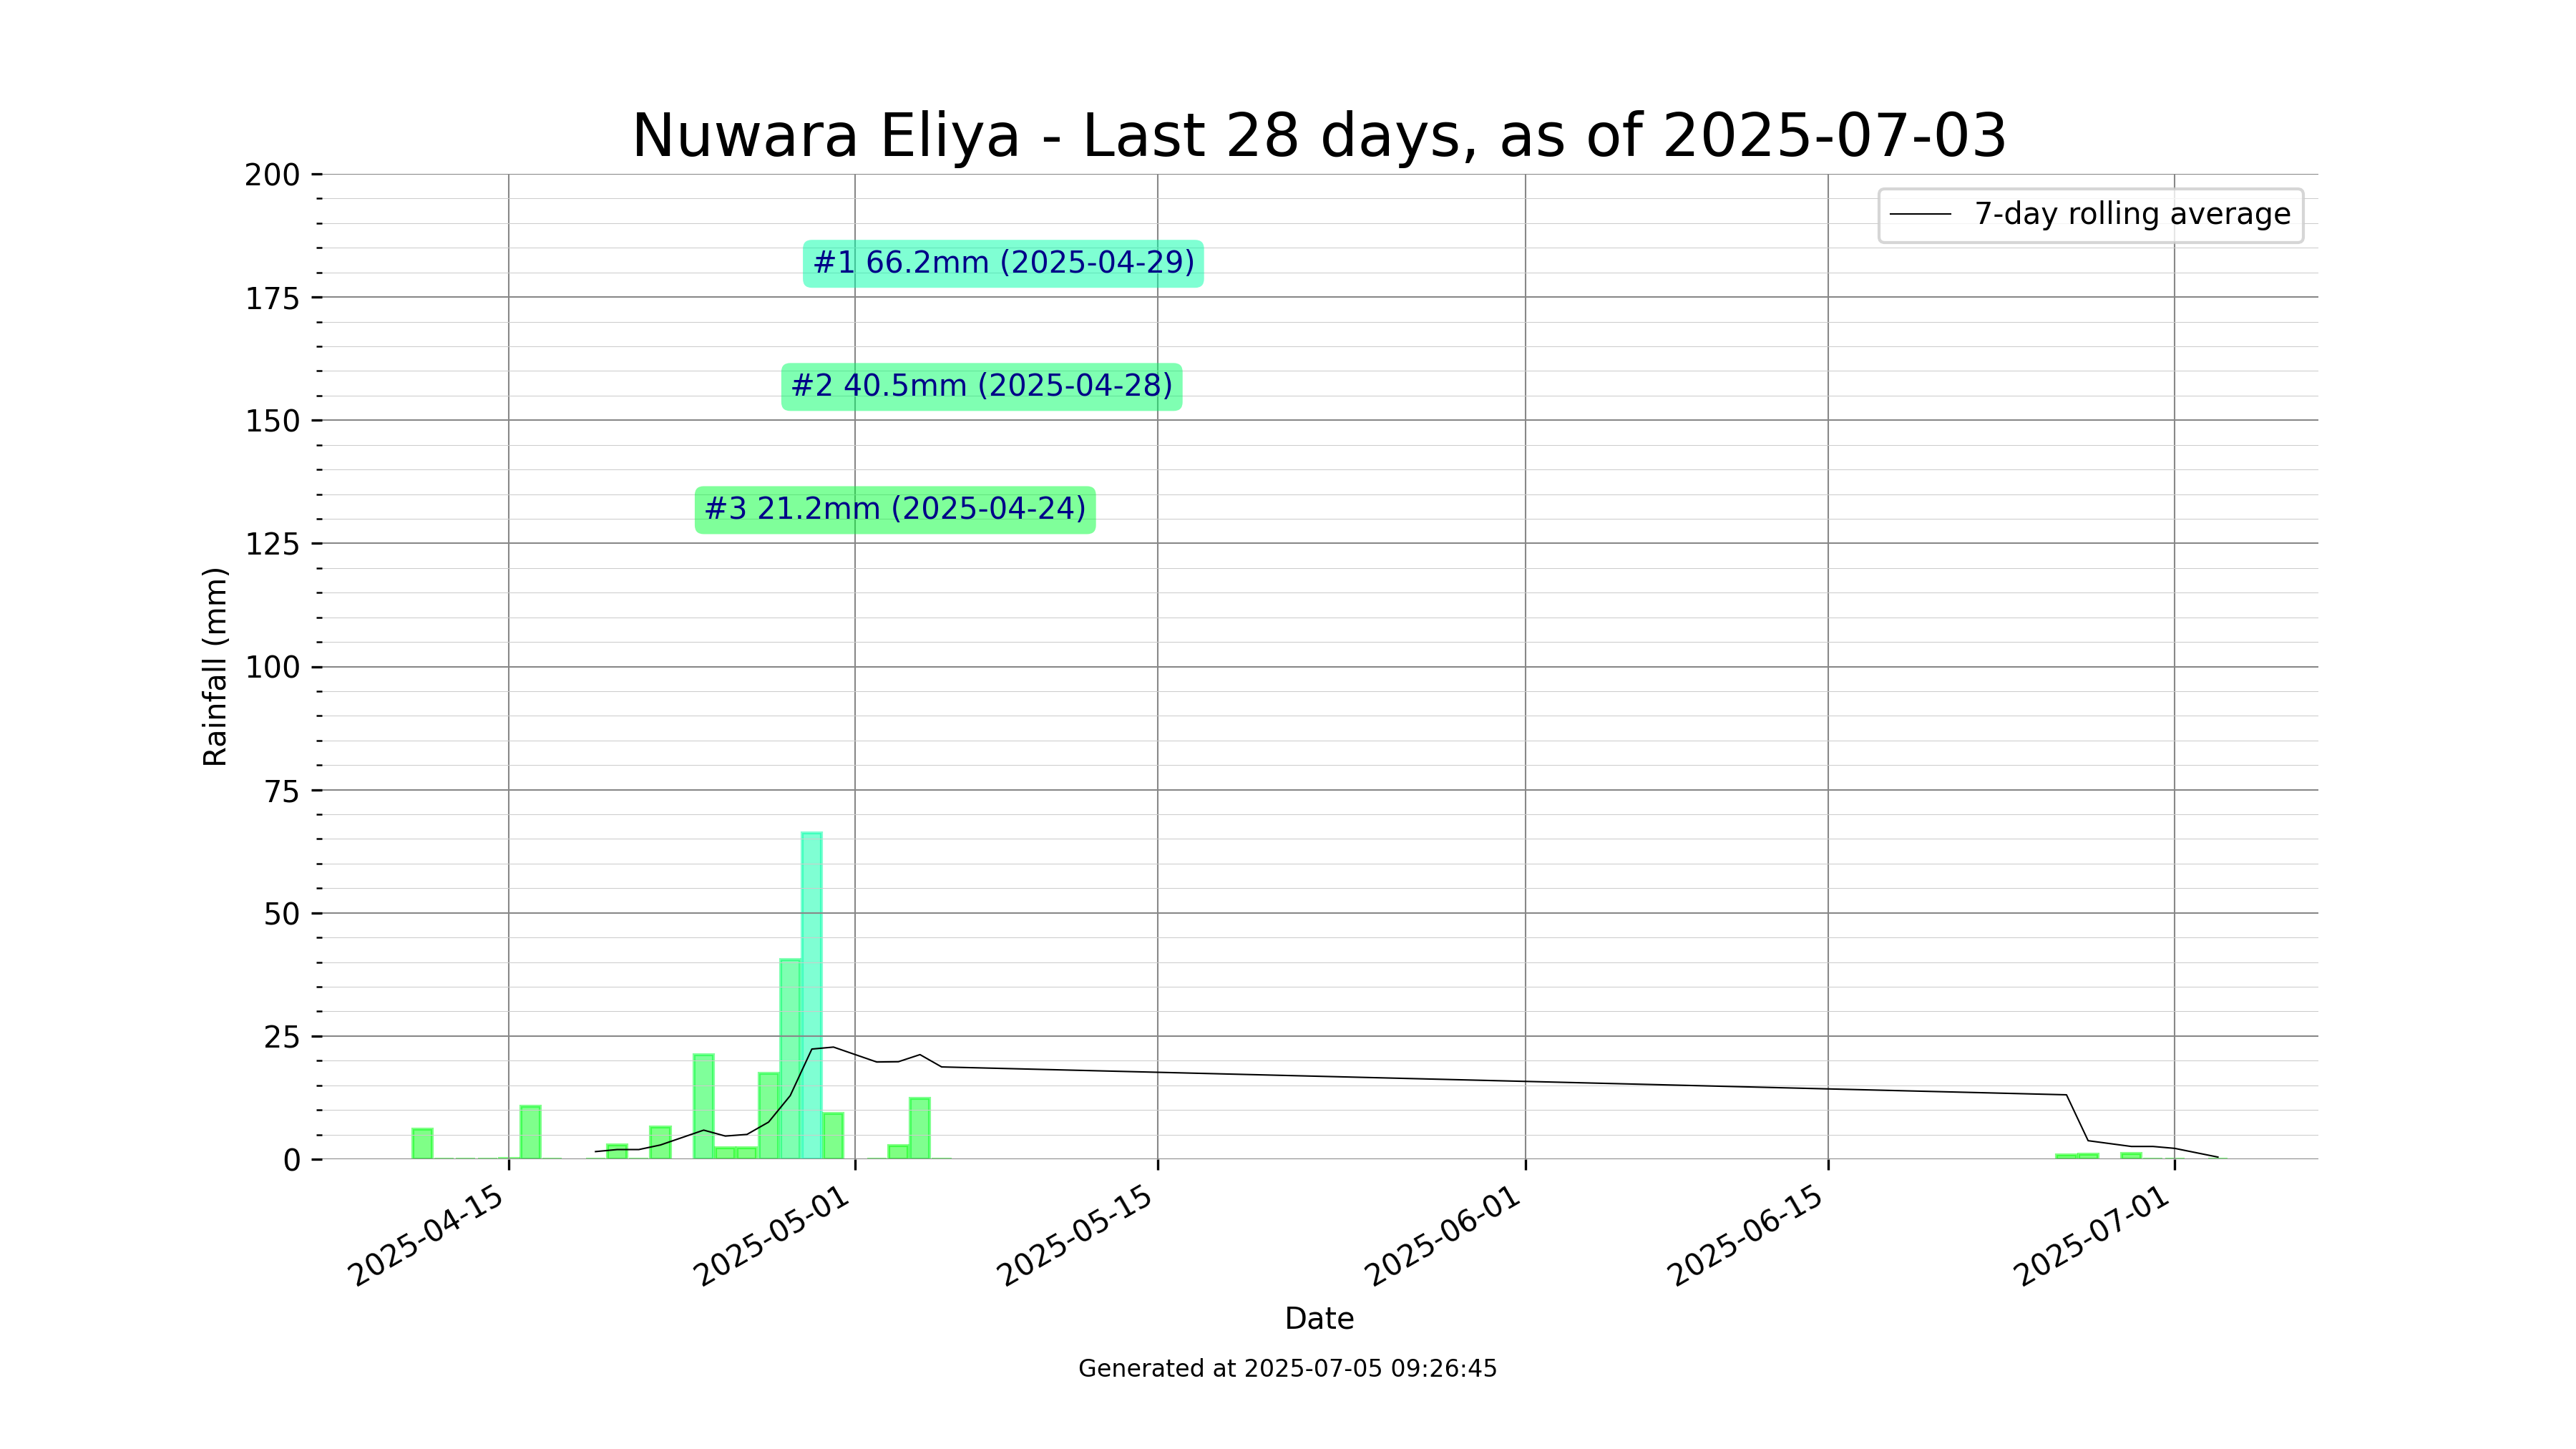 Nuwara Eliya - Last 28 days, as of 2025-07-03
200
175
150
125
100
75
50
25
0
Rainfall (mm)
7-day rolling average
#1 66.2mm (2025-04-29)
#2 40.5mm (2025-04-28)
#3 21.2mm (2025-04-24)
2025-04-15
2025-05-01
2025-05-15
2025-06-01
2025-06-15
2025-07-01
Date
Generated at 2025-07-05 09:26:45